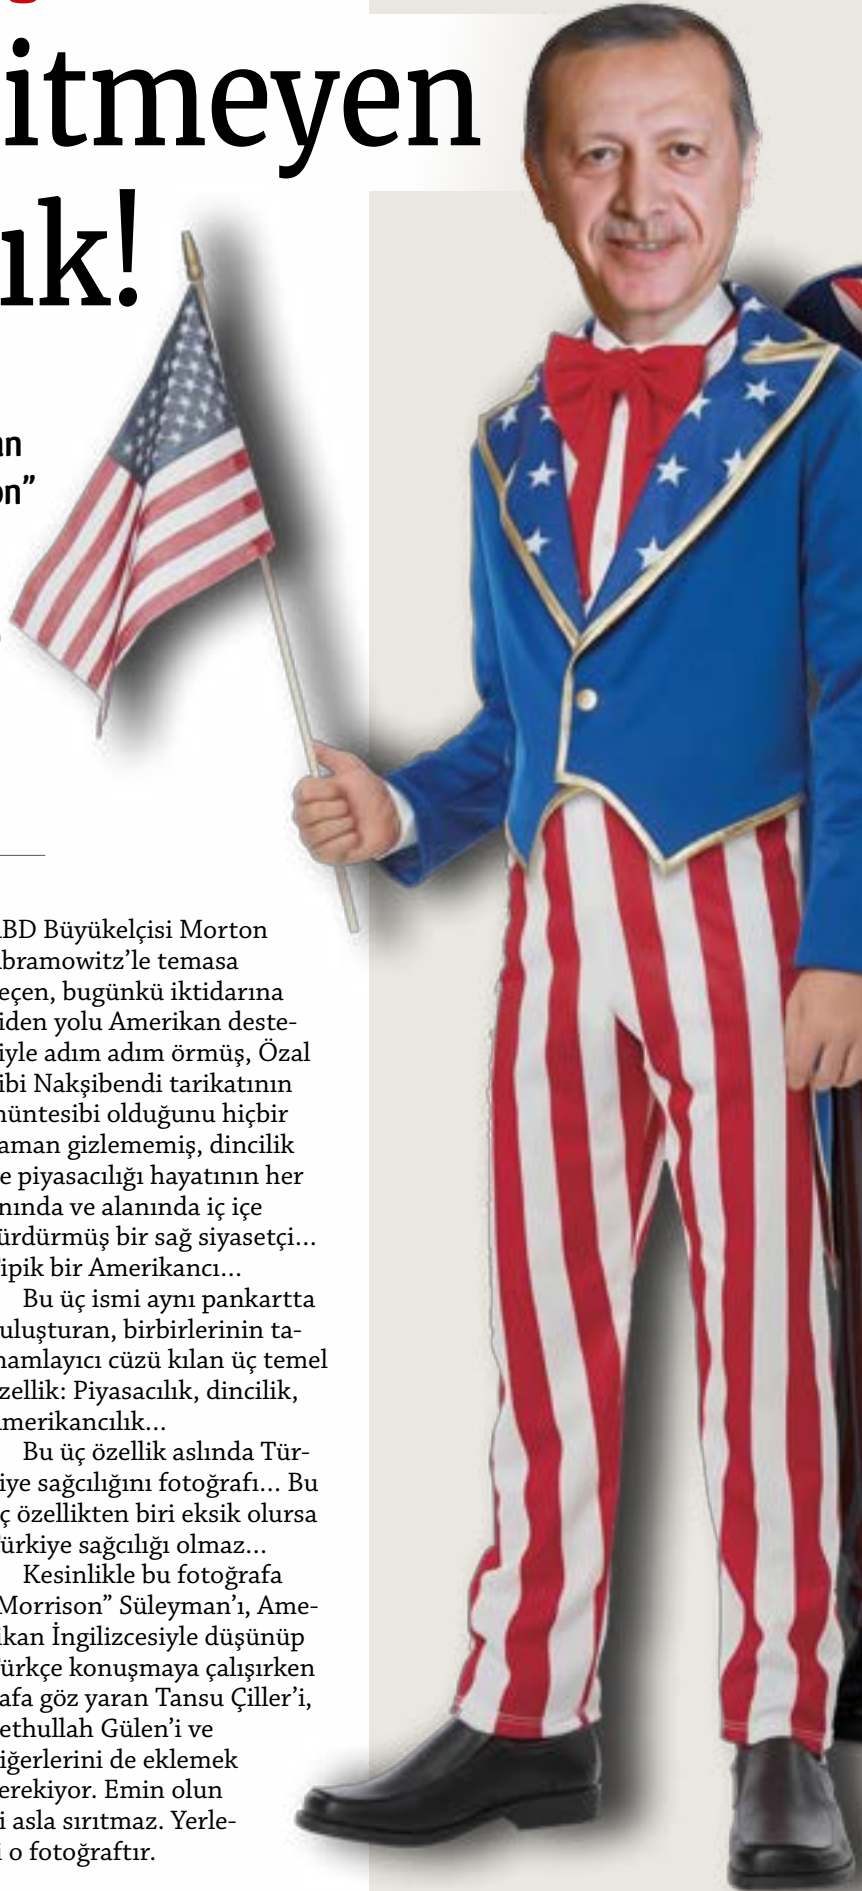 itmeyen
ık!
an
on”
BD Büyükelçisi Morton
bramowitz’le temasa
eçen, bugünkü iktidarına
iden yolu Amerikan deste-
iyle adım adım örmüş, Özal
ibi Nakşibendi tarikatının
nüntesibi olduğunu hiçbir
aman gizlememiş, dincilik
e piyasacılığı hayatının her
nında ve alanında iç içe
ürdürmüş bir sağ siyasetçi...
ipik bir Amerikancı...
Bu üç ismi aynı pankartta
uluşturan, birbirlerinin ta-
namlayıcı cüzü kılan üç temel
zellik: Piyasacılık, dincilik,
merikancılık...
Bu üç özellik aslında Tür-
iye sağcılığını fotoğrafı... Bu
ç özellikten biri eksik olursa
ürkiye sağcılığı olmaz...
Kesinlikle bu fotoğrafa
Morrison” Süleyman’ı, Ame-
ikan İngilizcesiyle düşünüp
ürkçe konuşmaya çalışırken
afa göz yaran Tansu Çiller’i,
ethullah Gülen’i ve
iğerlerini de eklemek
erekiyor. Emin olun
i asla sırıtmaz. Yerle-
i o fotoğraftır.